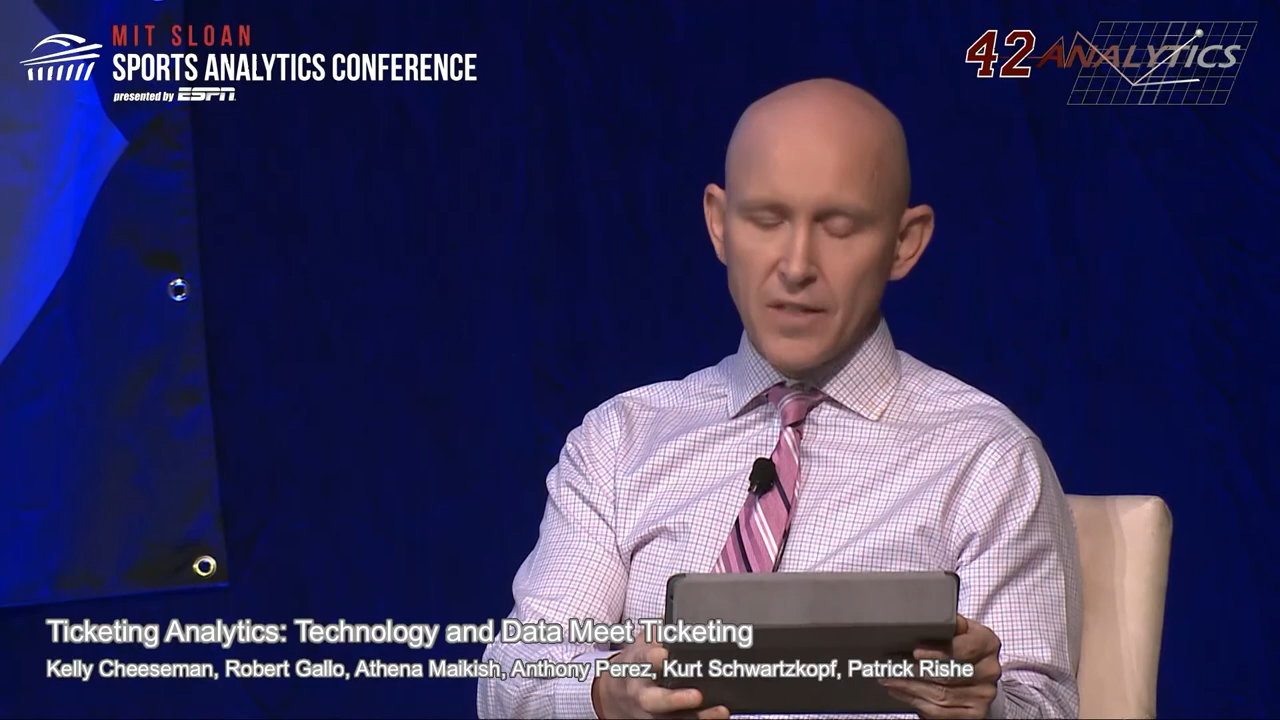 MIT SLOAN
SPORTS ANALYTICS CONFERENCE
presented by ESPN
42 ANALYTICS
Ticketing Analytics: Technology and Data Meet Ticketing
Kelly Cheeseman, Robert Gallo, Athena Maikish, Anthony Perez, Kurt Schwartzkopf, Patrick Rishe